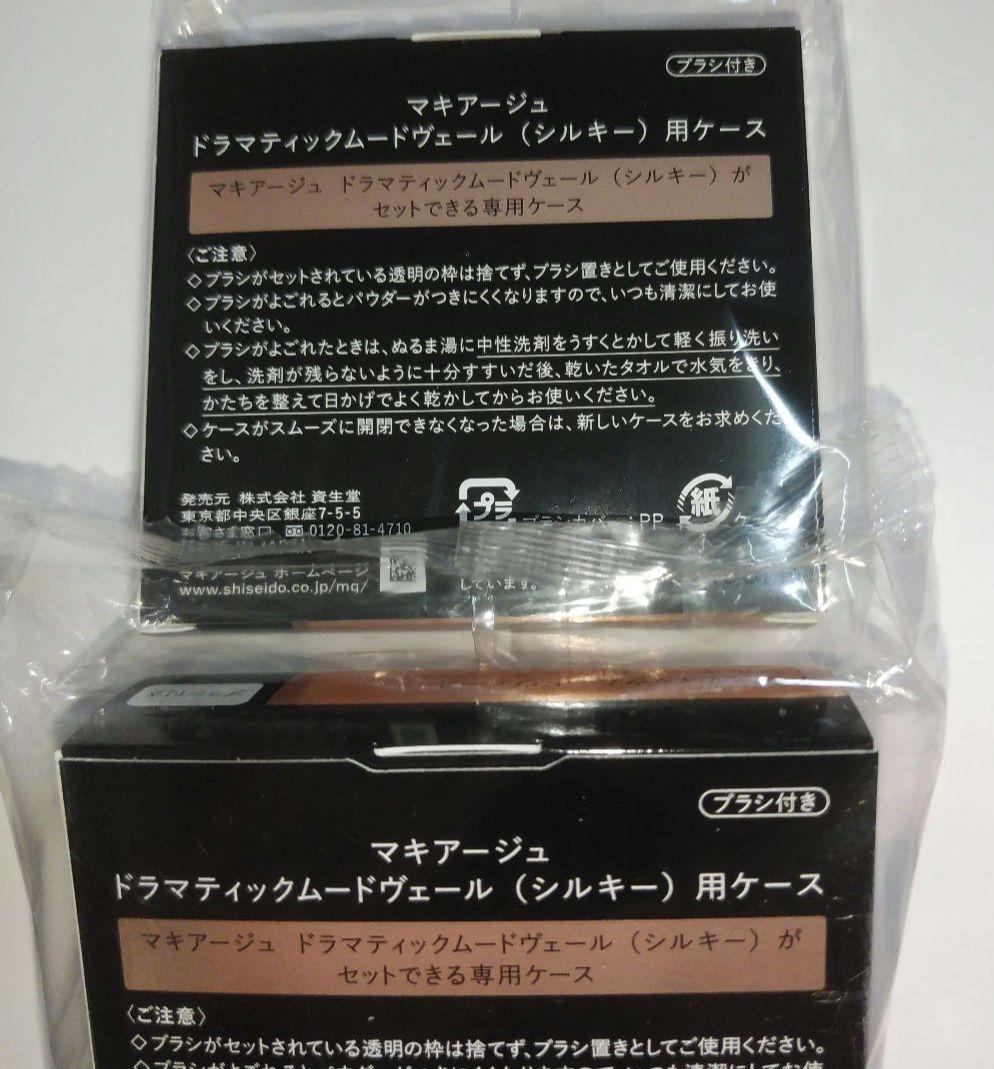 ブラシ付き
マキアージュ
ドラマティックムードヴェール（シルキー）用ケース
マキアージュ ドラマティックムードヴェール（シルキー）が
セットできる専用ケース
〈ご注意〉
◇ブラシがセットされている透明の枠は捨てず、ブラシ置きとしてご使用ください。
◇ブラシがよごれるとパウダーがつきにくくなりますので、いつも清潔にしてお使
いください。
◇ブラシがよごれたときは、ぬるま湯に中性洗剤をうすくとかして軽く振り洗い
をし、洗剤が残らないように十分すすいだ後、乾いたタオルで水気をきり、
かたちを整えて日かげでよく乾かしてからお使いください。
◇ケースがスムーズに開閉できなくなった場合は、新しいケースをお求めくだ
さい。
発売元 株式会社 資生堂
東京都中央区銀座7-5-5
お客さま窓口 0120-81-4710
マキアージュ ホームページ
www.shiseido.co.jp/mq/
プラ
PP
紙
しています。
ブラシ付き
マキアージュ
ドラマティックムードヴェール（シルキー）用ケース
マキアージュ ドラマティックムードヴェール（シルキー）が
セットできる専用ケース
〈ご注意〉
◇ブラシがセットされている透明の枠は捨てず、ブラシ置きとしてご使用ください。